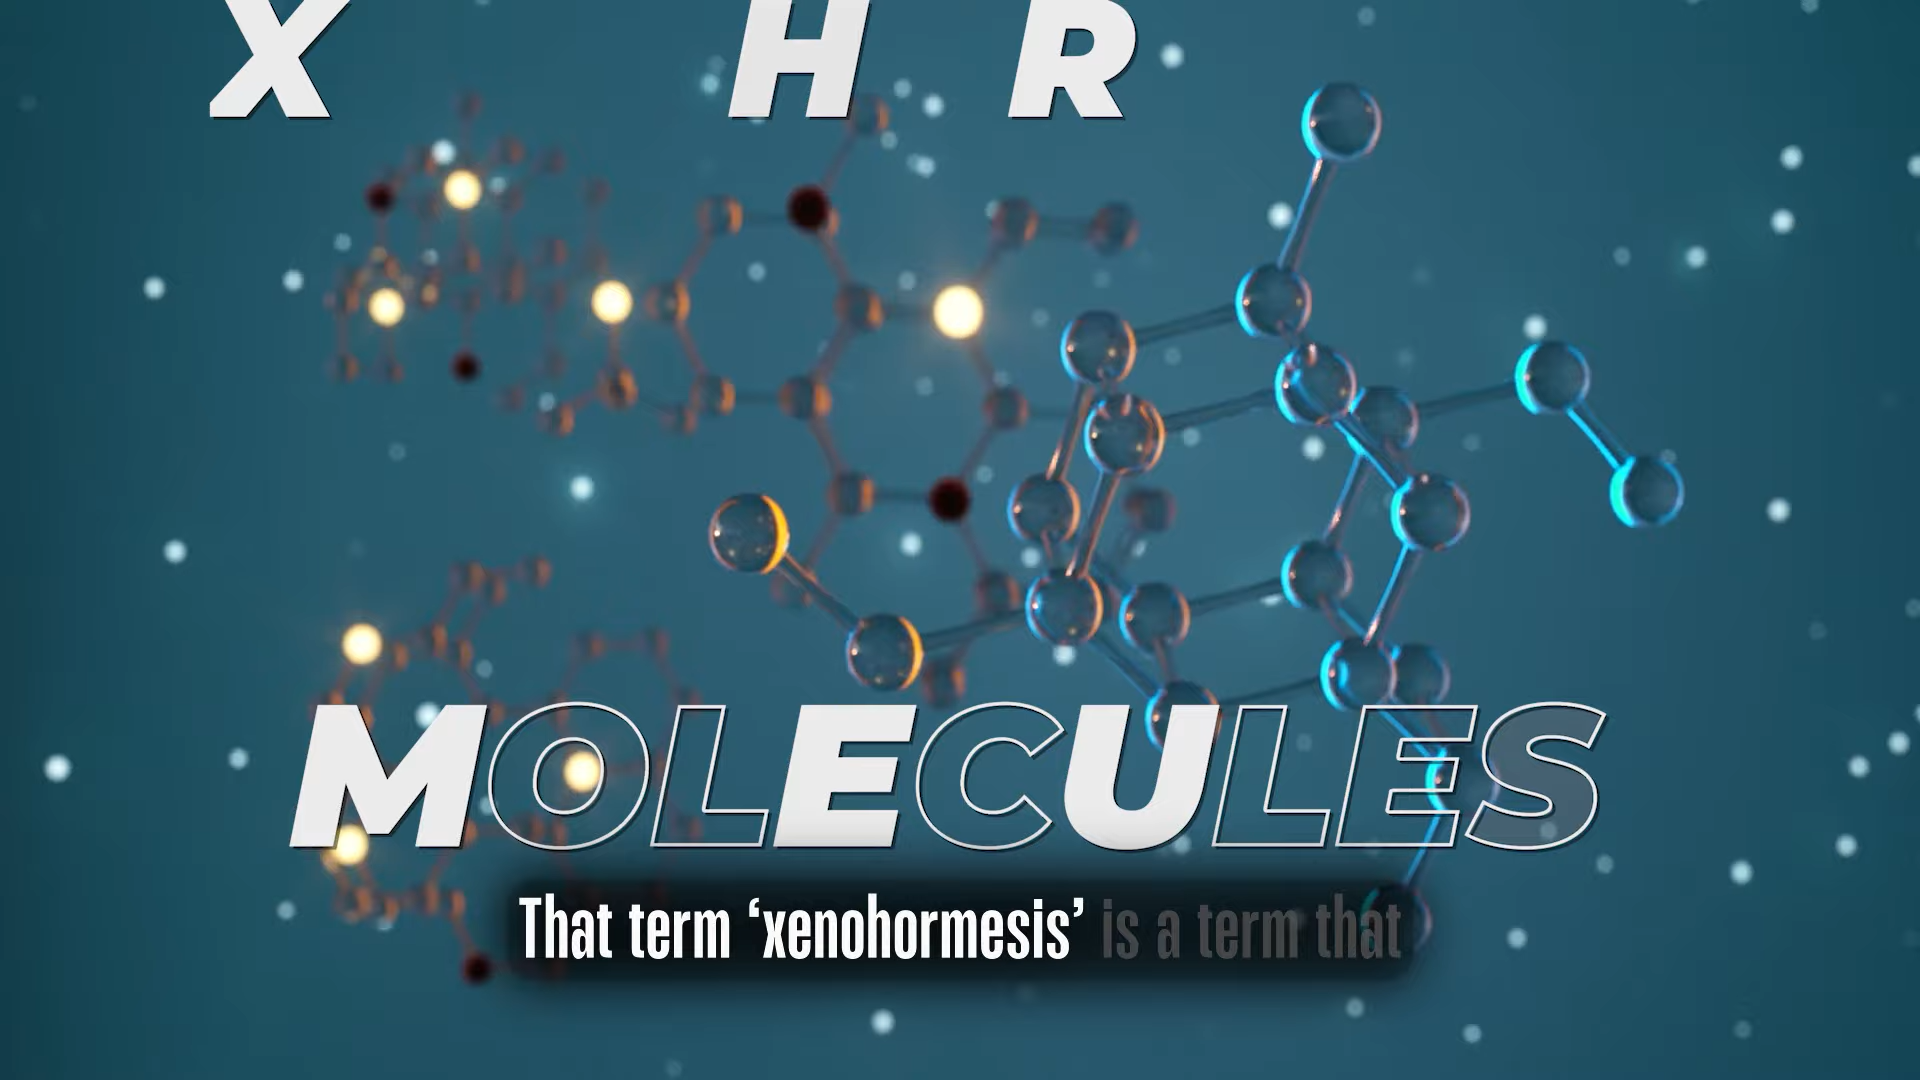 X H R
MOLECULES
That term ‘xenohormesis’ is a term that